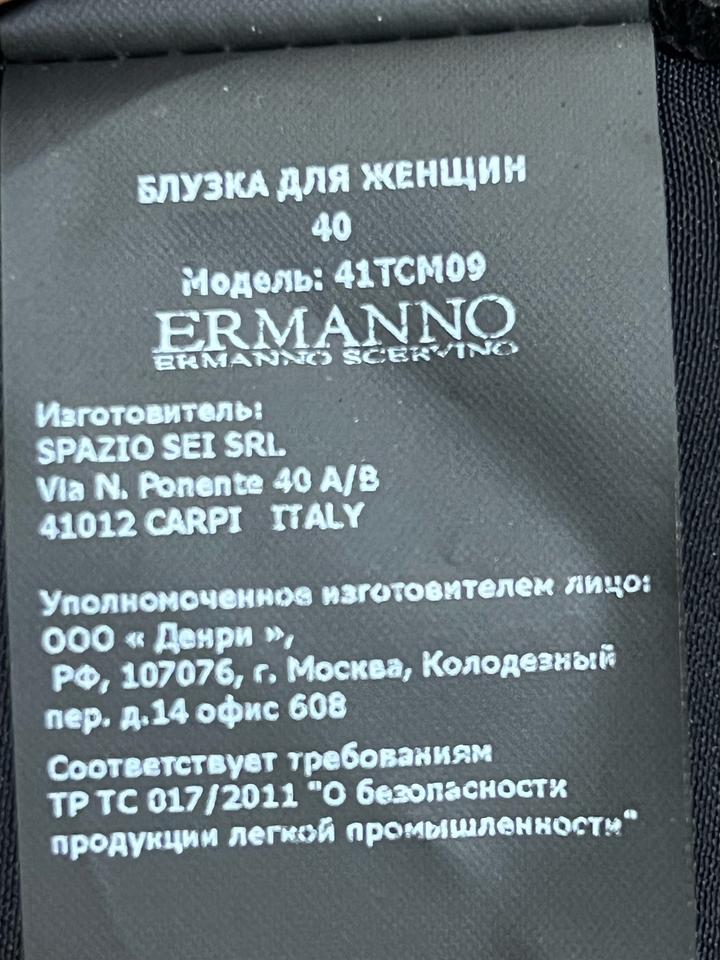 БЛУЗКА ДЛЯ ЖЕНЩИН
40
Модель: 41TCM09
ERMANNO
ERMANNO SCERVINO
Изготовитель:
SPAZIO SEI SRL
Via N. Ponente 40 A/B
41012 CARPI ITALY
Уполномоченное изготовителем лицо:
ООО « Денри »,
РФ, 107076, г. Москва, Колодезный
пер. д.14 офис 608
Соответствует требованиям
ТР ТС 017/2011 "О безопасности
продукции легкой промышленности"